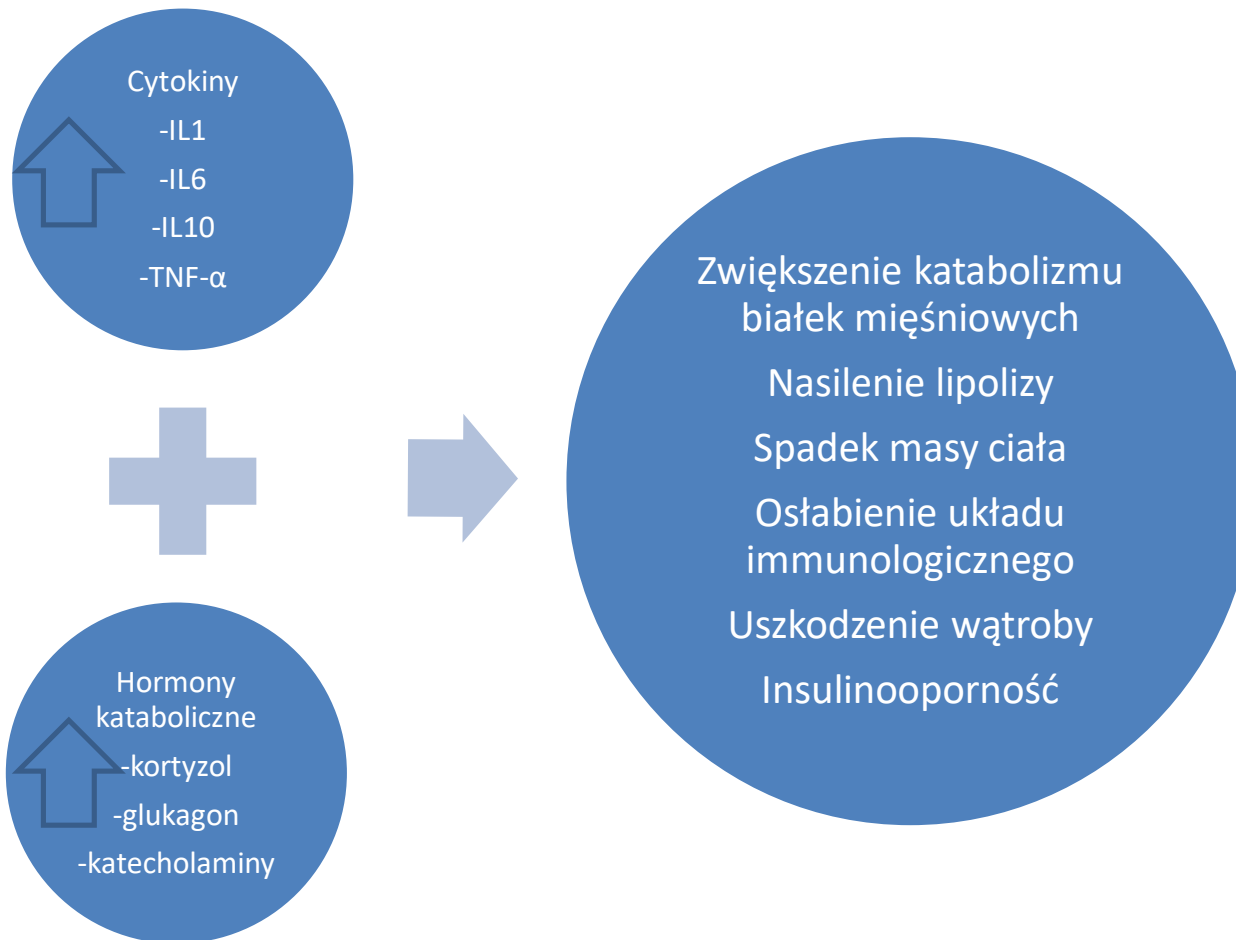 Cytokiny
-IL1
-IL6
-IL10
-TNF-α
Hormony
kataboliczne
-kortyzol
-glukagon
-katecholaminy
Zwiększenie katabolizmu
białek mięśniowych
Nasilenie lipolizy
Spadek masy ciała
Osłabienie układu
immunologicznego
Uszkodzenie wątroby
Insulinooporność